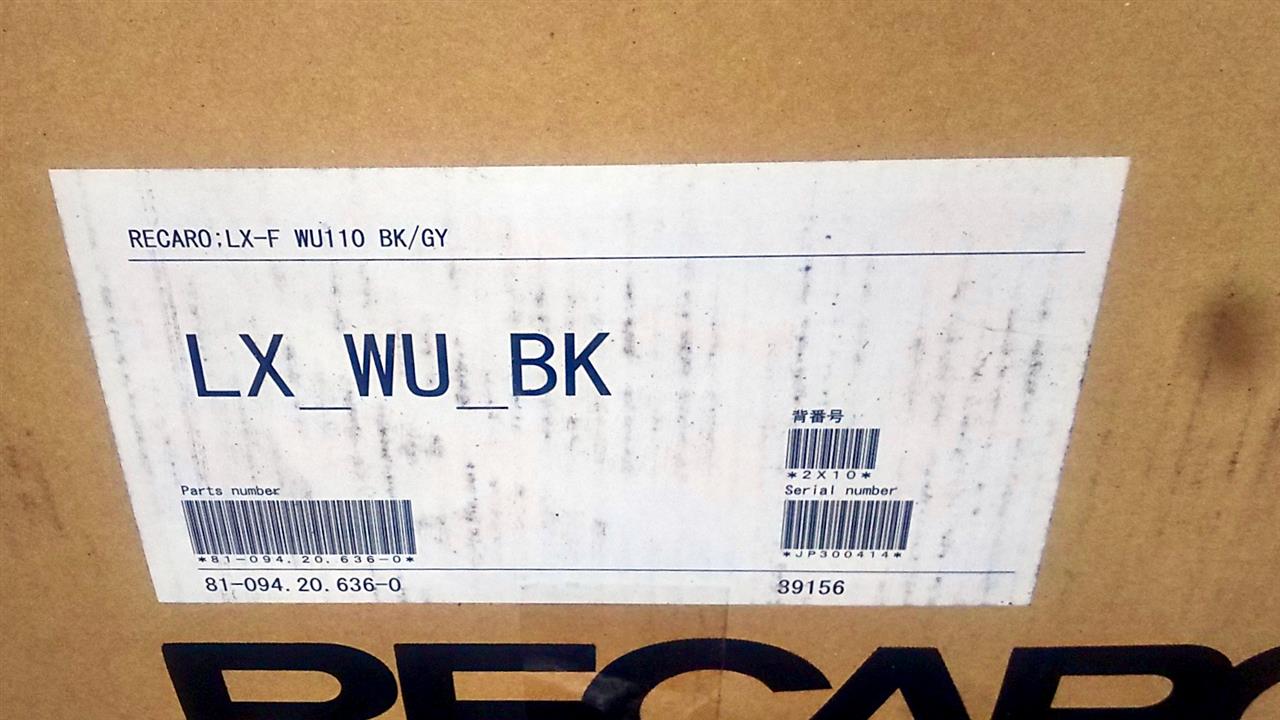 RECARO;LX-F WU110 BK/GY
LX_WU_BK
背番号
*2X10*
Parts number
Serial number
*81-094.20.636-0*
*JP300414*
81-094.20.636-0
39156
RECARO